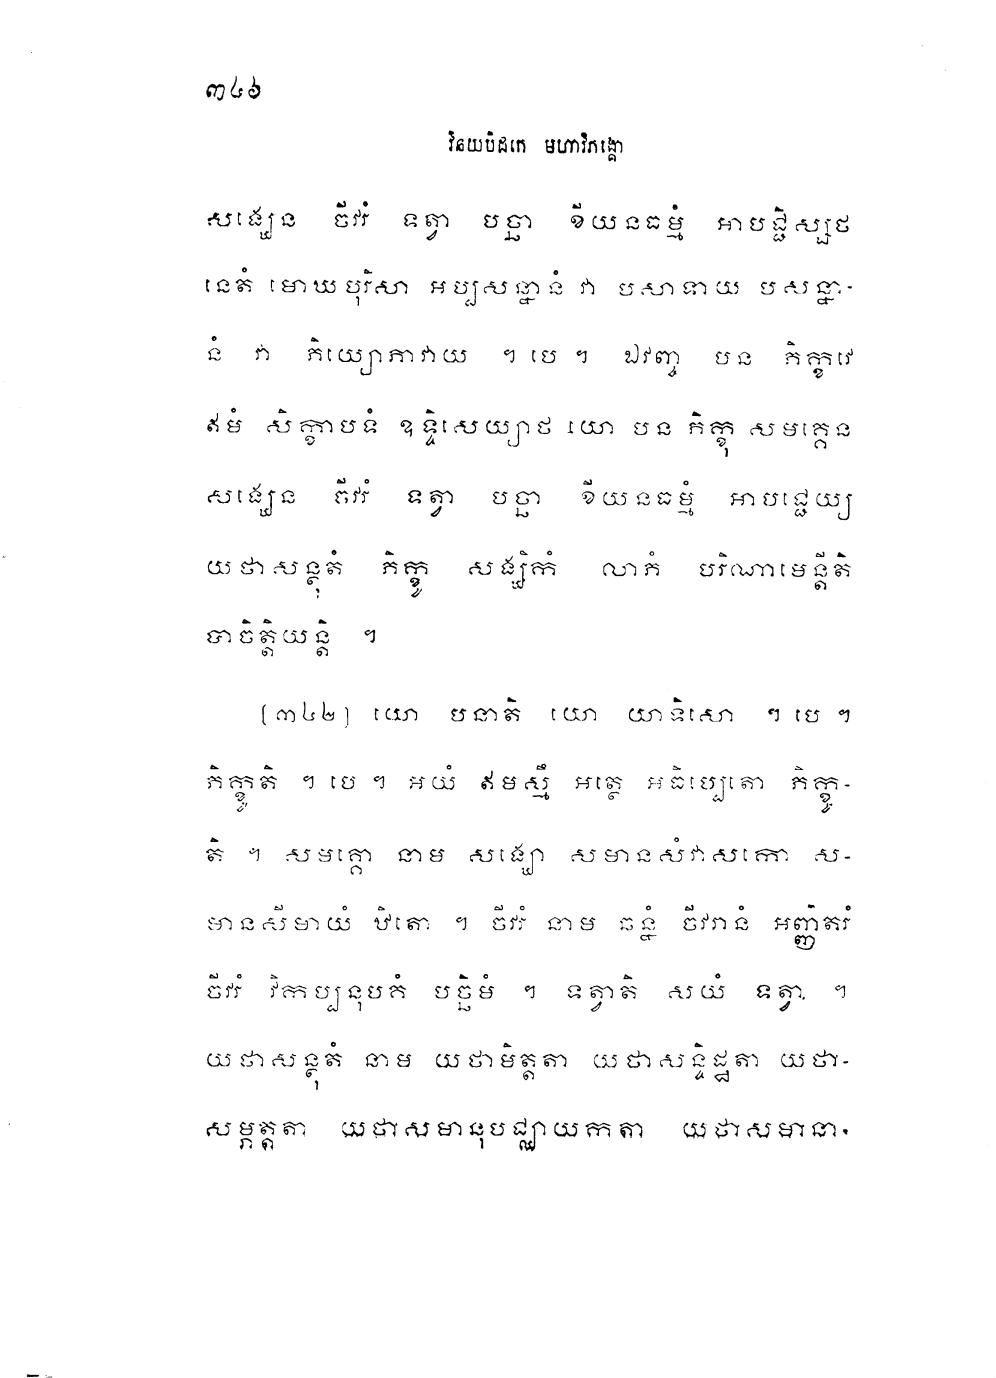 ៣៤៦
វិនយបិដកេ មហាវិភង្គោ
សង្ឃេន ចីវរំ ទត្វា បច្ឆា ខីយនធម្មំ អាបជ្ជិស្សថ
នេតំ មោឃបុរិសា អប្បសន្នានំ វា បសាទាយ បសន្នា-
នំ វា ភិយ្យោភាវាយ ។ បេ ។ ឯវញ្ច បន ភិក្ខវេ
ឥមំ សិក្ខាបទំ ឧទ្ទិសេយ្យាថ យោ បន ភិក្ខុ សមគ្គេន
សង្ឃេន ចីវរំ ទត្វា បច្ឆា ខីយនធម្មំ អាបជ្ជេយ្យ
យថាសន្ថុតំ ភិក្ខូ សង្ឃិកំ លាភំ បរិណាមេន្តីតិ
បាចិត្តិយន្តិ ។
(៣៤២) យោ បនាតិ យោ យាទិសោ ។ បេ ។
ភិក្ខូតិ ។ បេ ។ អយំ ឥមស្មឹ អត្ថេ អធិប្បេតោ ភិក្ខូ-
តិ ។ សមគ្គោ នាម សង្ឃោ សមានសំវាសកោ ស-
មានសីមាយំ ឋិតោ ។ ចីវរំ នាម ឆន្នំ ចីវរានំ អញ្ញតរំ
ចីវរំ វិកប្បនុបគំ បច្ឆិមំ ។ ទត្វាតិ សយំ ទត្វា ។
យថាសន្ថុតំ នាម យថាមិត្តតា យថាសន្ទិដ្ឋតា យថា-
សម្ភត្តតា យថាសមានុបជ្ឈាយកតា យថាសមានា-